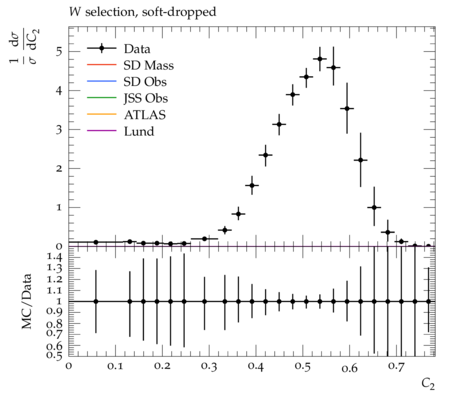 W selection, soft-dropped
1/σ dσ/dC₂
Data
SD Mass
SD Obs
JSS Obs
ATLAS
Lund
5
4
3
2
1
0
MC/Data
1.4
1.3
1.2
1.1
1
0.9
0.8
0.7
0.6
0.5
0 0.1 0.2 0.3 0.4 0.5 0.6 0.7
C₂